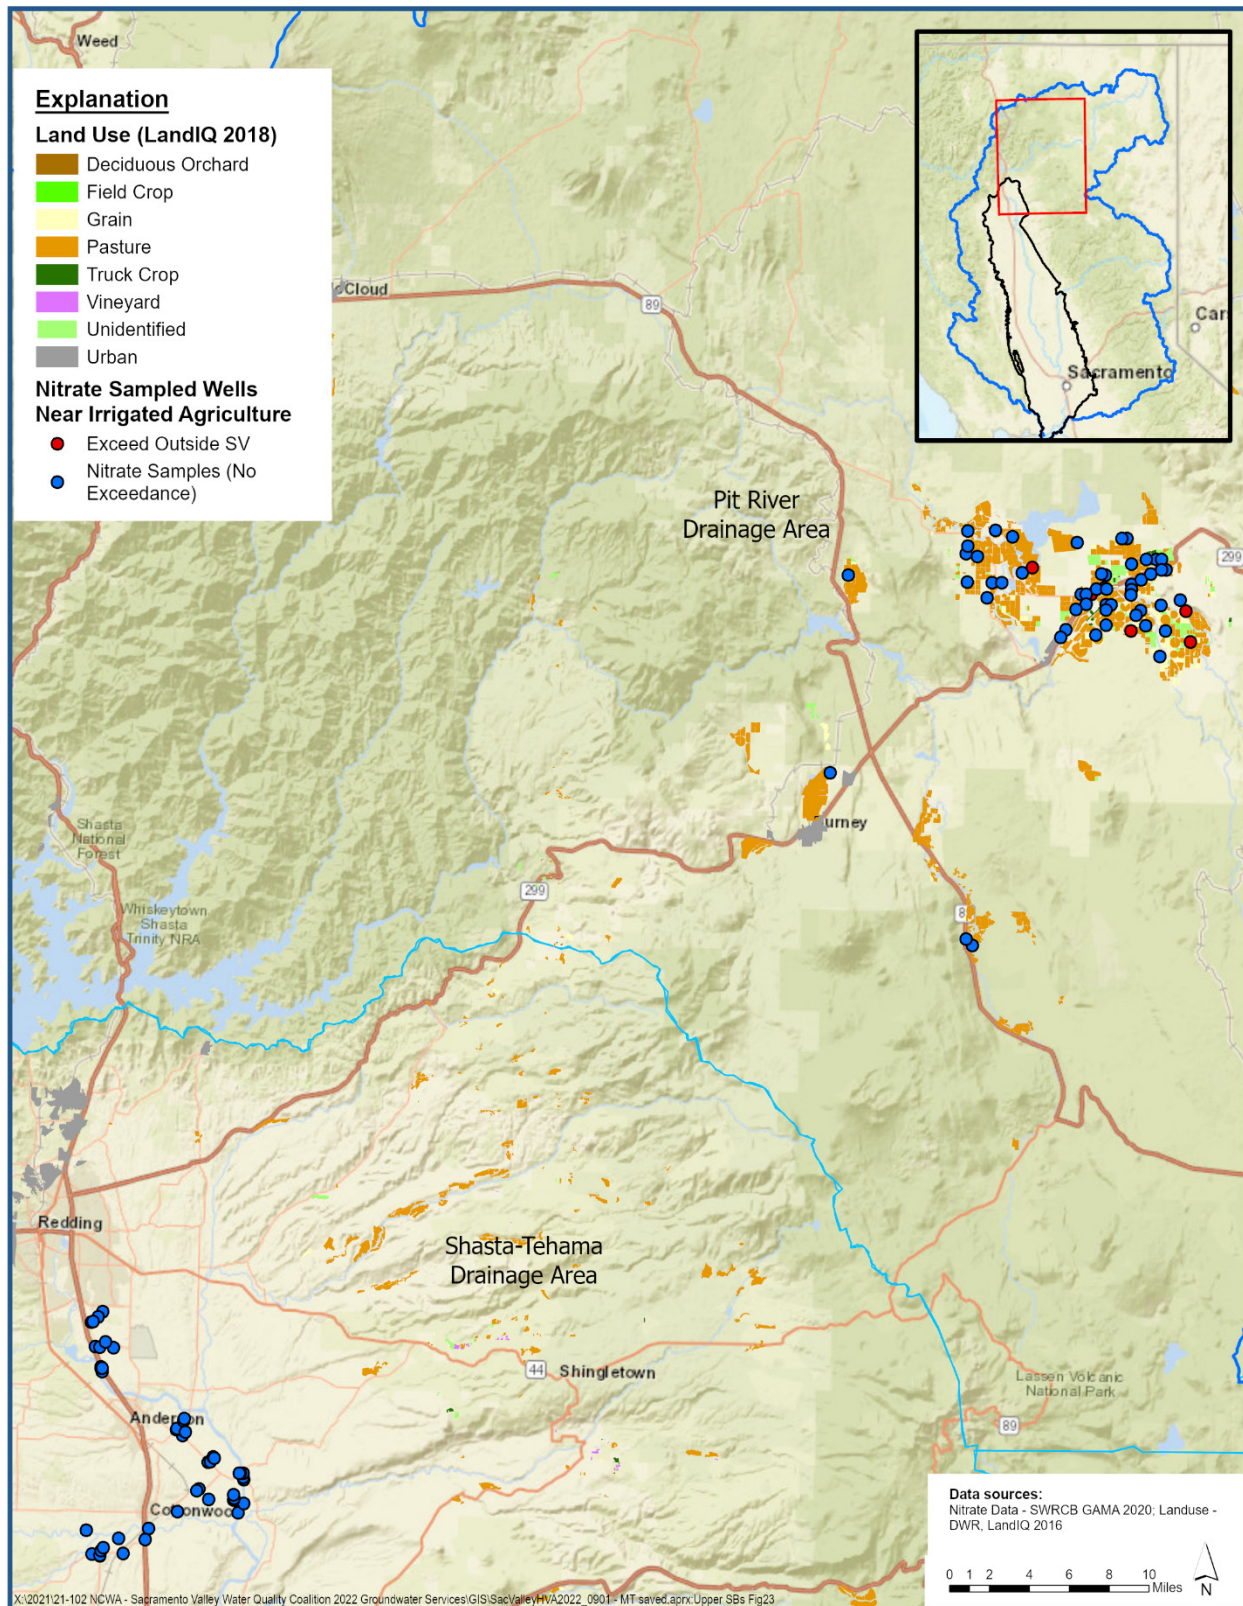 Weed
Explanation
Land Use (LandIQ 2018)
Deciduous Orchard
Field Crop
Grain
Pasture
Truck Crop
Vineyard
Unidentified
Urban
Nitrate Sampled Wells
Near Irrigated Agriculture
Exceed Outside SV
Nitrate Samples (No
Exceedance)
Sacramento
89
Pit River
Drainage Area
299
Shasta
National
Forest
299
Whiskeytown
Shasta
Trinity NRA
Redding
Shasta-Tehama
Drainage Area
44
Shingletown
Lassen Volcanic
National Park
89
Anderson
Cottonwood
Data sources:
Nitrate Data - SWRCB GAMA 2020; Landuse -
DWR, LandIQ 2016
N
0 1 2 4 6 8 10
Miles
X:\2021\21-102 NCWA - Sacramento Valley Water Quality Coalition 2022 Groundwater Services\GIS\SacValleyHVA2022_0901 - MT saved.aprx:Upper SBs Fig23